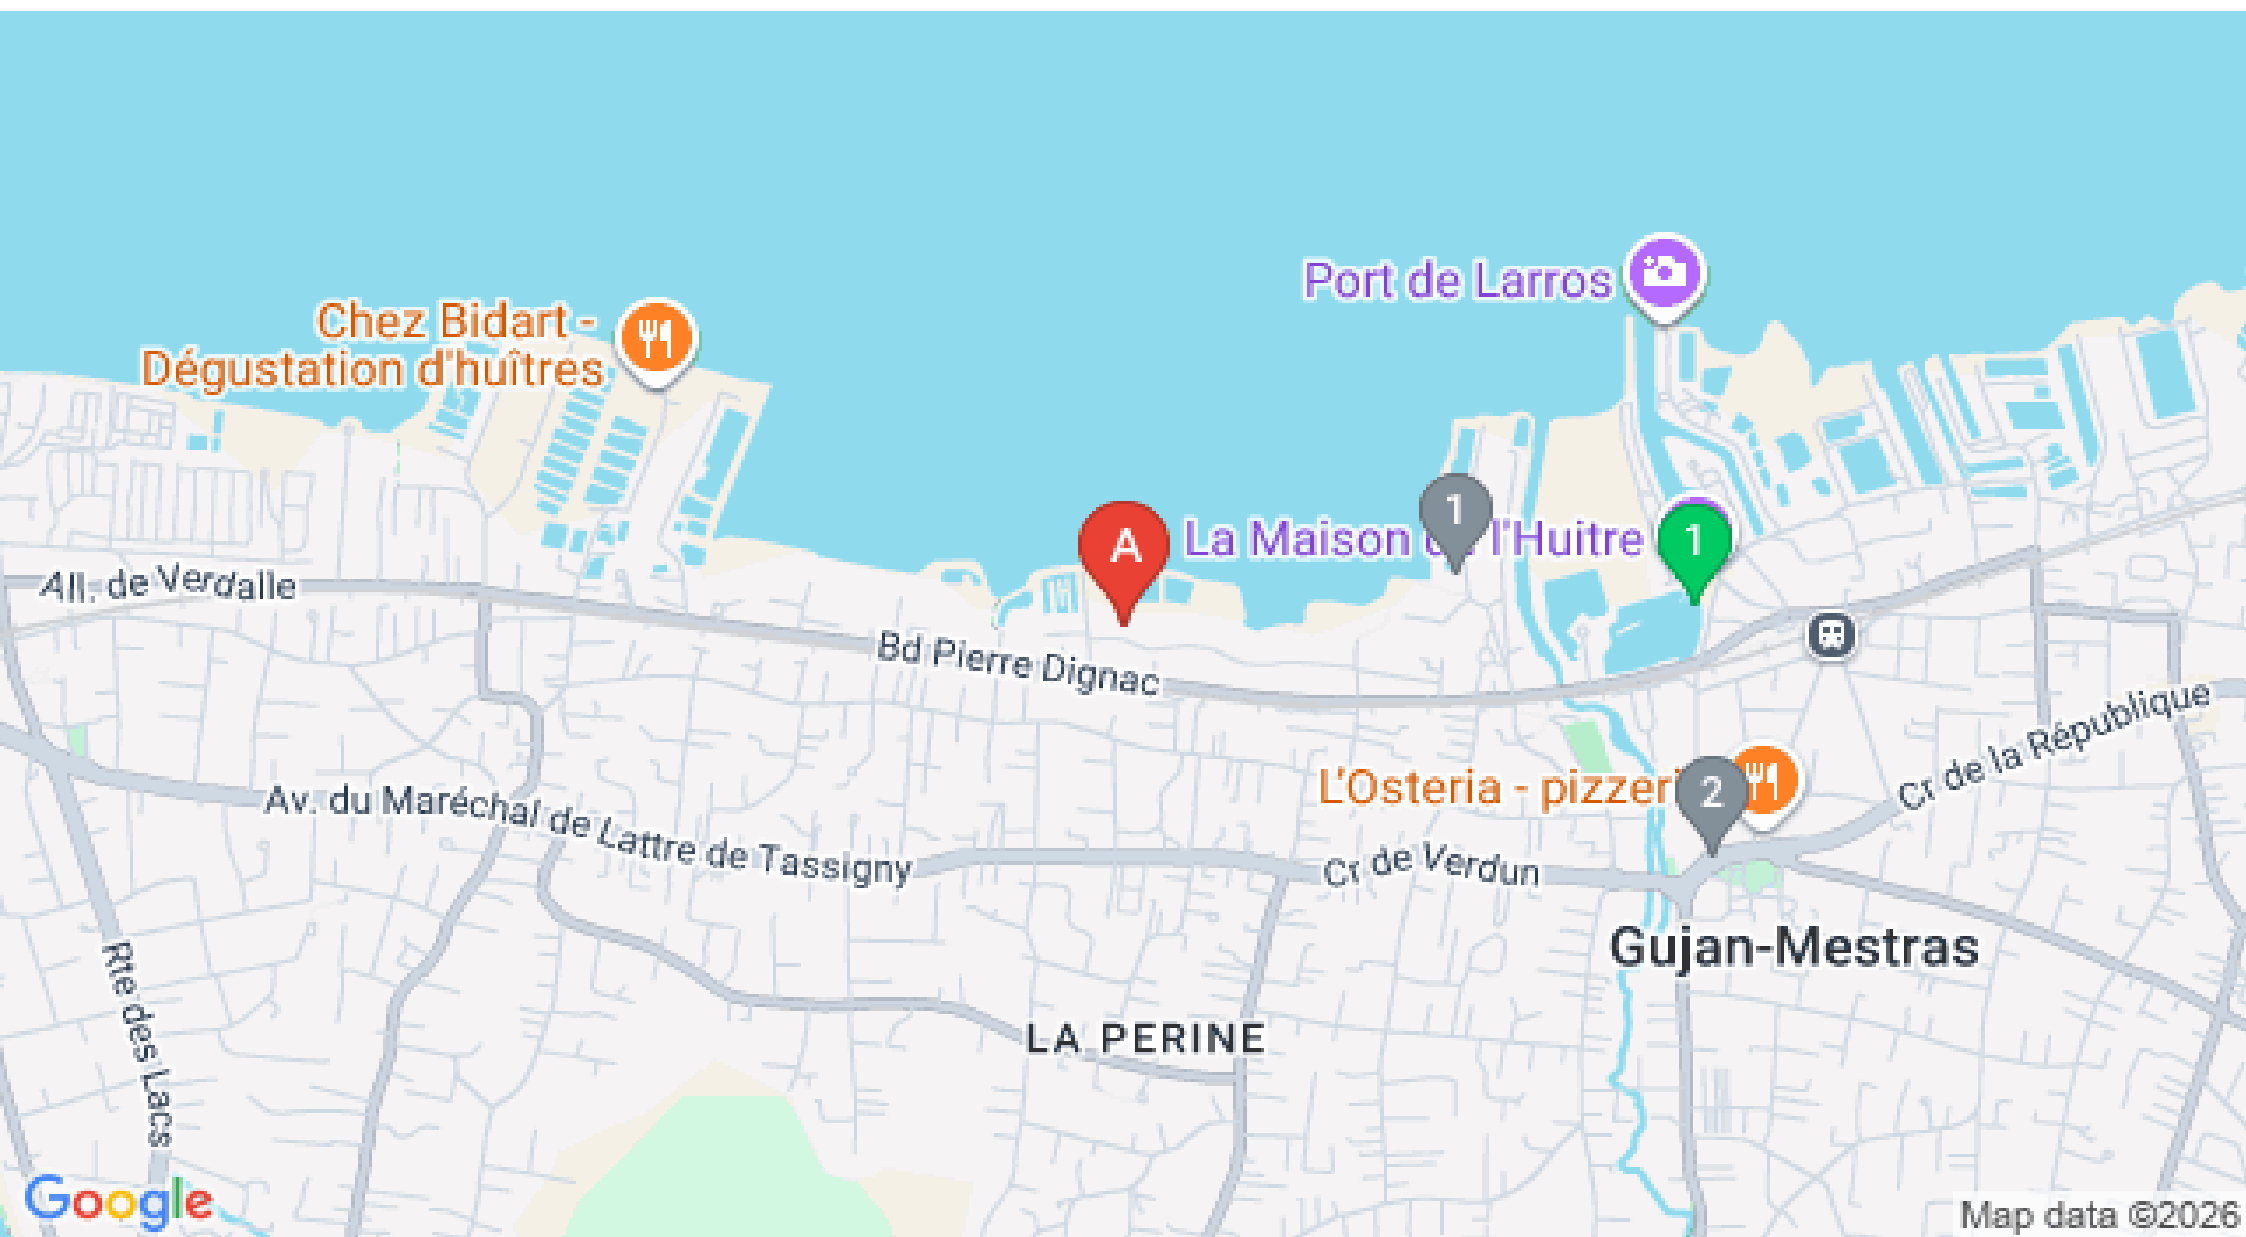 Port de Larros
Chez Bidart -
Dégustation d'huîtres
1
A
La Maison l'Huitre
1
All. de Verdalle
Bd Pierre Dignac
Cr de la République
L'Osteria - pizzeri
2
Av. du Maréchal de Lattre de Tassigny
Cr de Verdun
Gujan-Mestras
Rte des Lacs
LA PERINE
Google
Map data ©2026